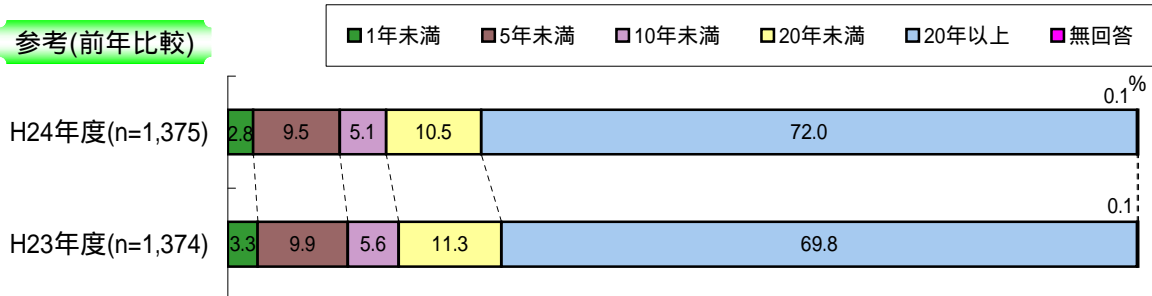 参考(前年比較)
1年未満 5年未満 10年未満 20年未満 20年以上 無回答
%
0.1
H24年度(n=1,375) 2.8 9.5 5.1 10.5 72.0
0.1
H23年度(n=1,374) 3.3 9.9 5.6 11.3 69.8